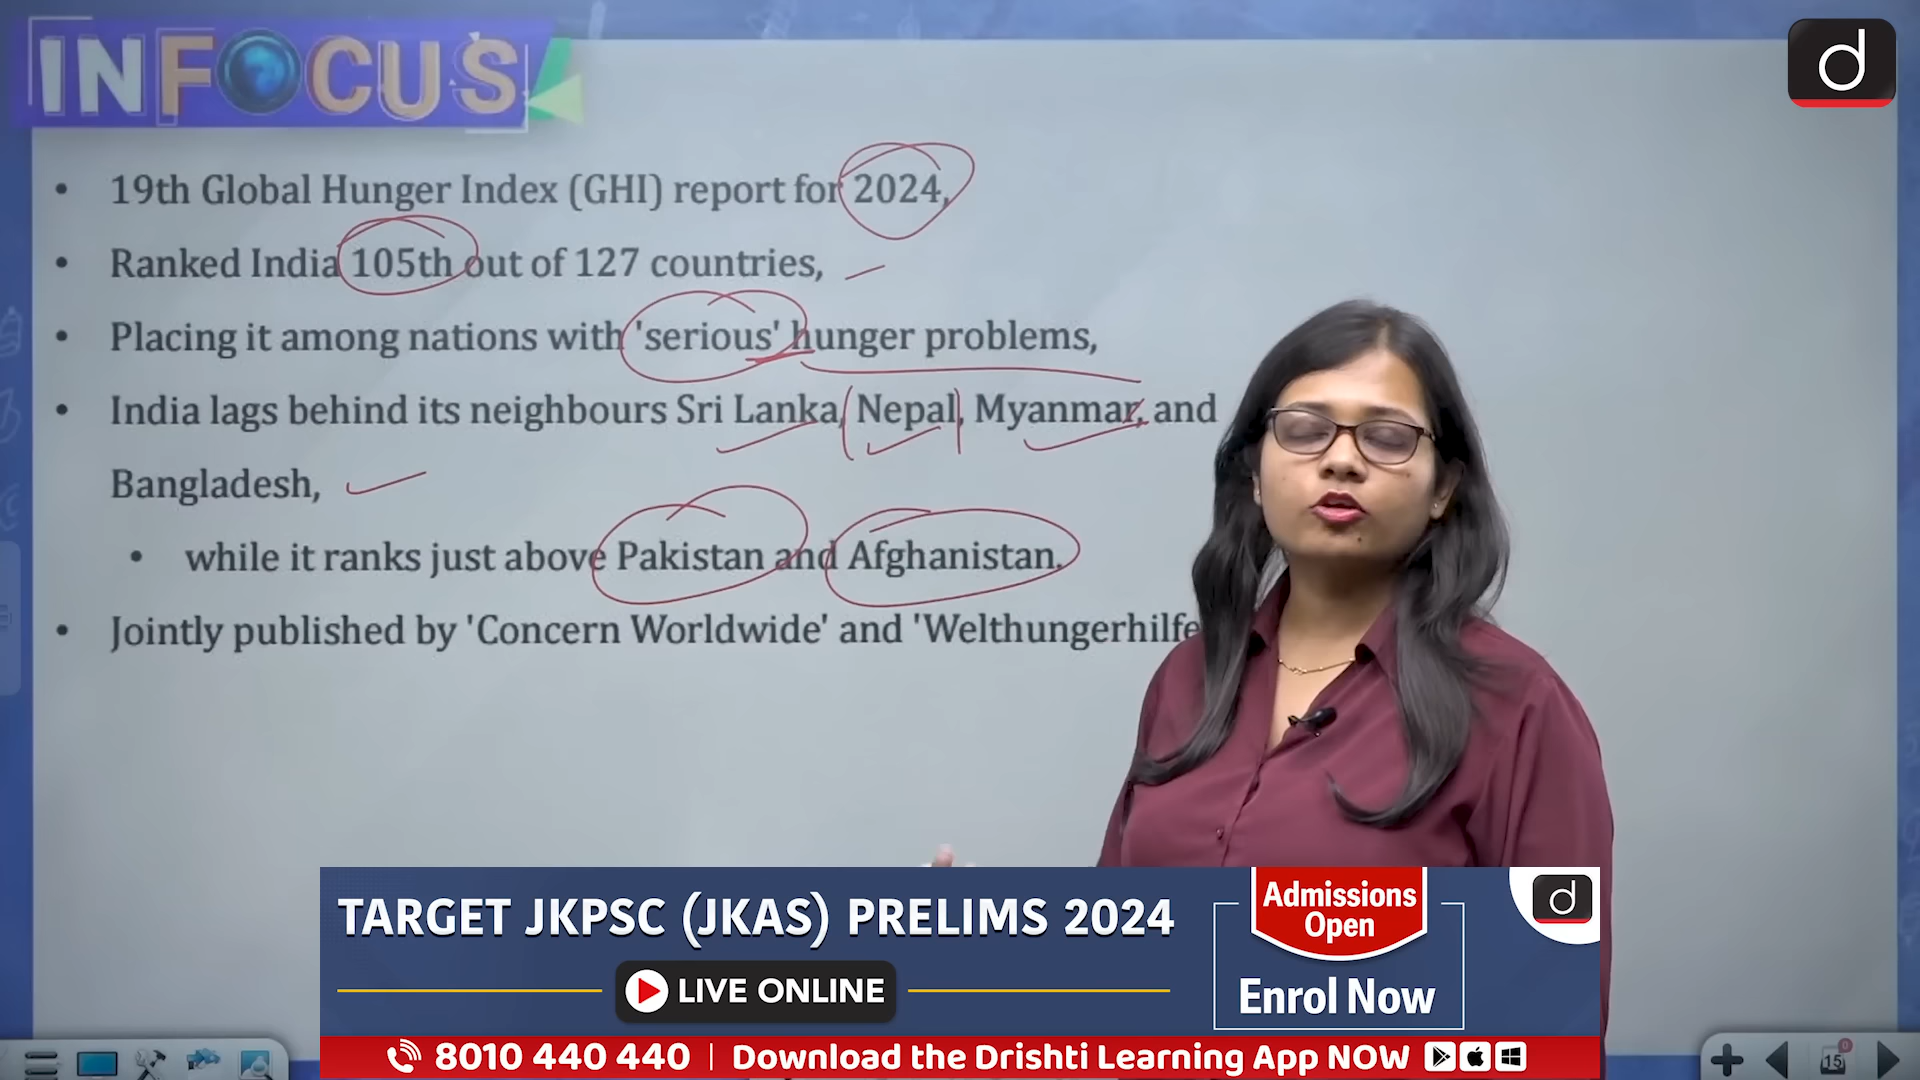 INFOCUS
d
• 19th Global Hunger Index (GHI) report for 2024,
• Ranked India 105th out of 127 countries,
• Placing it among nations with 'serious' hunger problems,
• India lags behind its neighbours Sri Lanka, Nepal, Myanmar, and
Bangladesh,
• while it ranks just above Pakistan and Afghanistan.
• Jointly published by 'Concern Worldwide' and 'Welthungerhilfe
TARGET JKPSC (JKAS) PRELIMS 2024
LIVE ONLINE
Admissions
Open
Enrol Now
d
8010 440 440 | Download the Drishti Learning App NOW
15
0